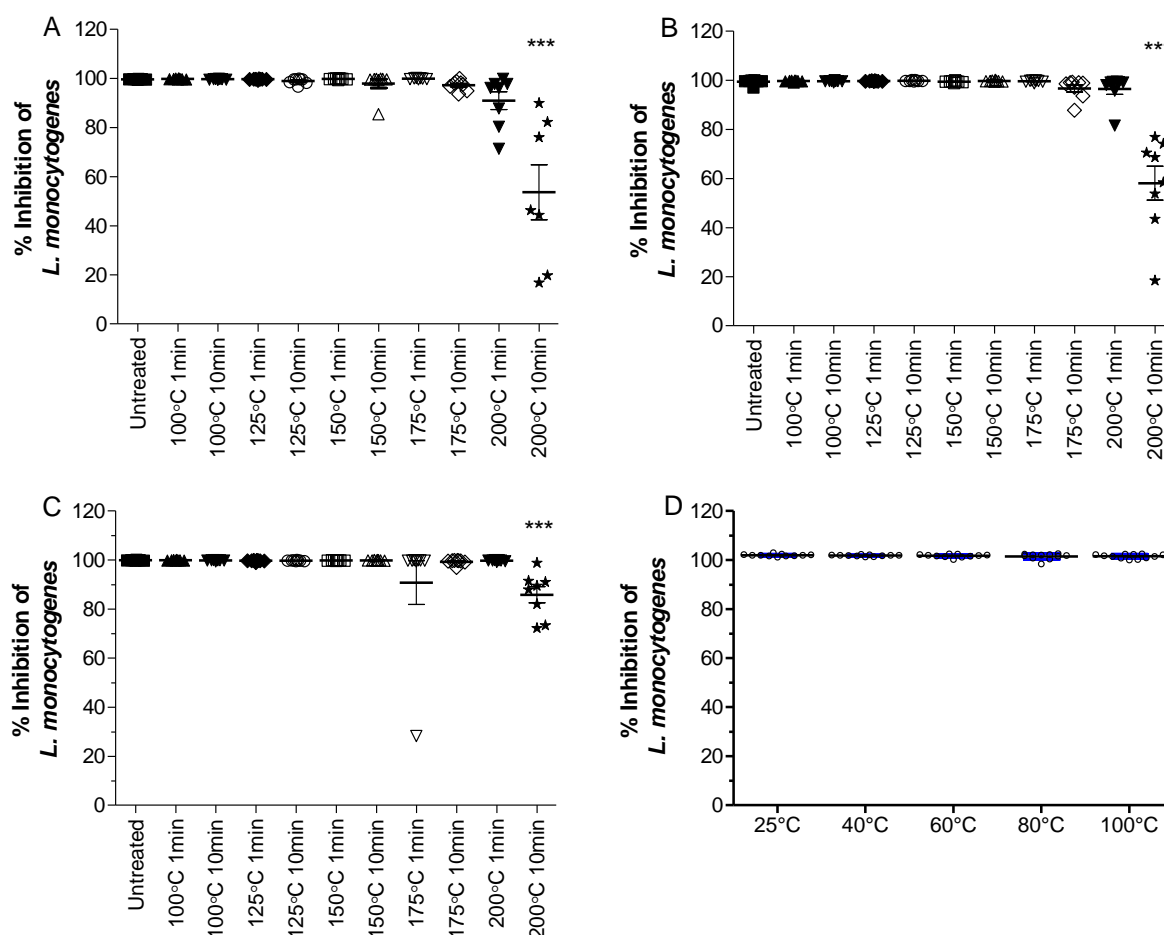 A
120
100
80
60
40
20
0
% Inhibition of
L. monocytogenes
***
Untreated
100°C 1min
100°C 10min
125°C 1min
125°C 10min
150°C 1min
150°C 10min
175°C 1min
175°C 10min
200°C 1min
200°C 10min
B
120
100
80
60
40
20
0
% Inhibition of
L. monocytogenes
***
Untreated
100°C 1min
100°C 10min
125°C 1min
125°C 10min
150°C 1min
150°C 10min
175°C 1min
175°C 10min
200°C 1min
200°C 10min
C
120
100
80
60
40
20
0
% Inhibition of
L. monocytogenes
***
Untreated
100°C 1min
100°C 10min
125°C 1min
125°C 10min
150°C 1min
150°C 10min
175°C 1min
175°C 10min
200°C 1min
200°C 10min
D
120
100
80
60
40
20
0
% Inhibition of
L. monocytogenes
25°C 40°C 60°C 80°C 100°C